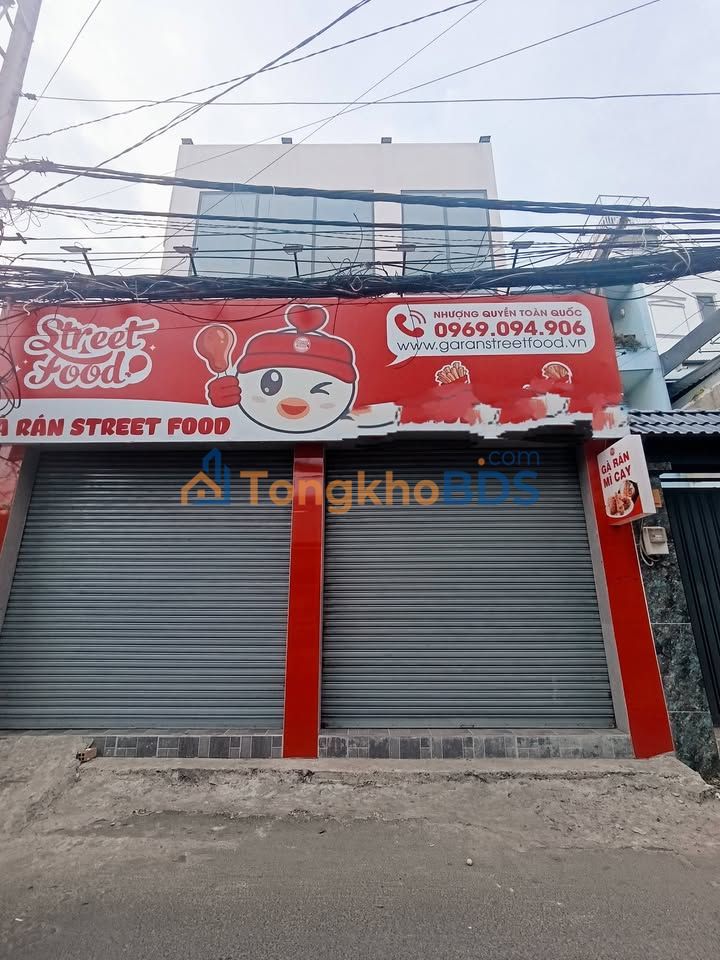 Street
Food
NHƯỢNG QUYỀN TOÀN QUỐC
0969.094.906
www.garanstreetfood.vn
RÁN STREET FOOD
GÀ RÁN
MÌ CAY
TongkhoBDS
.com